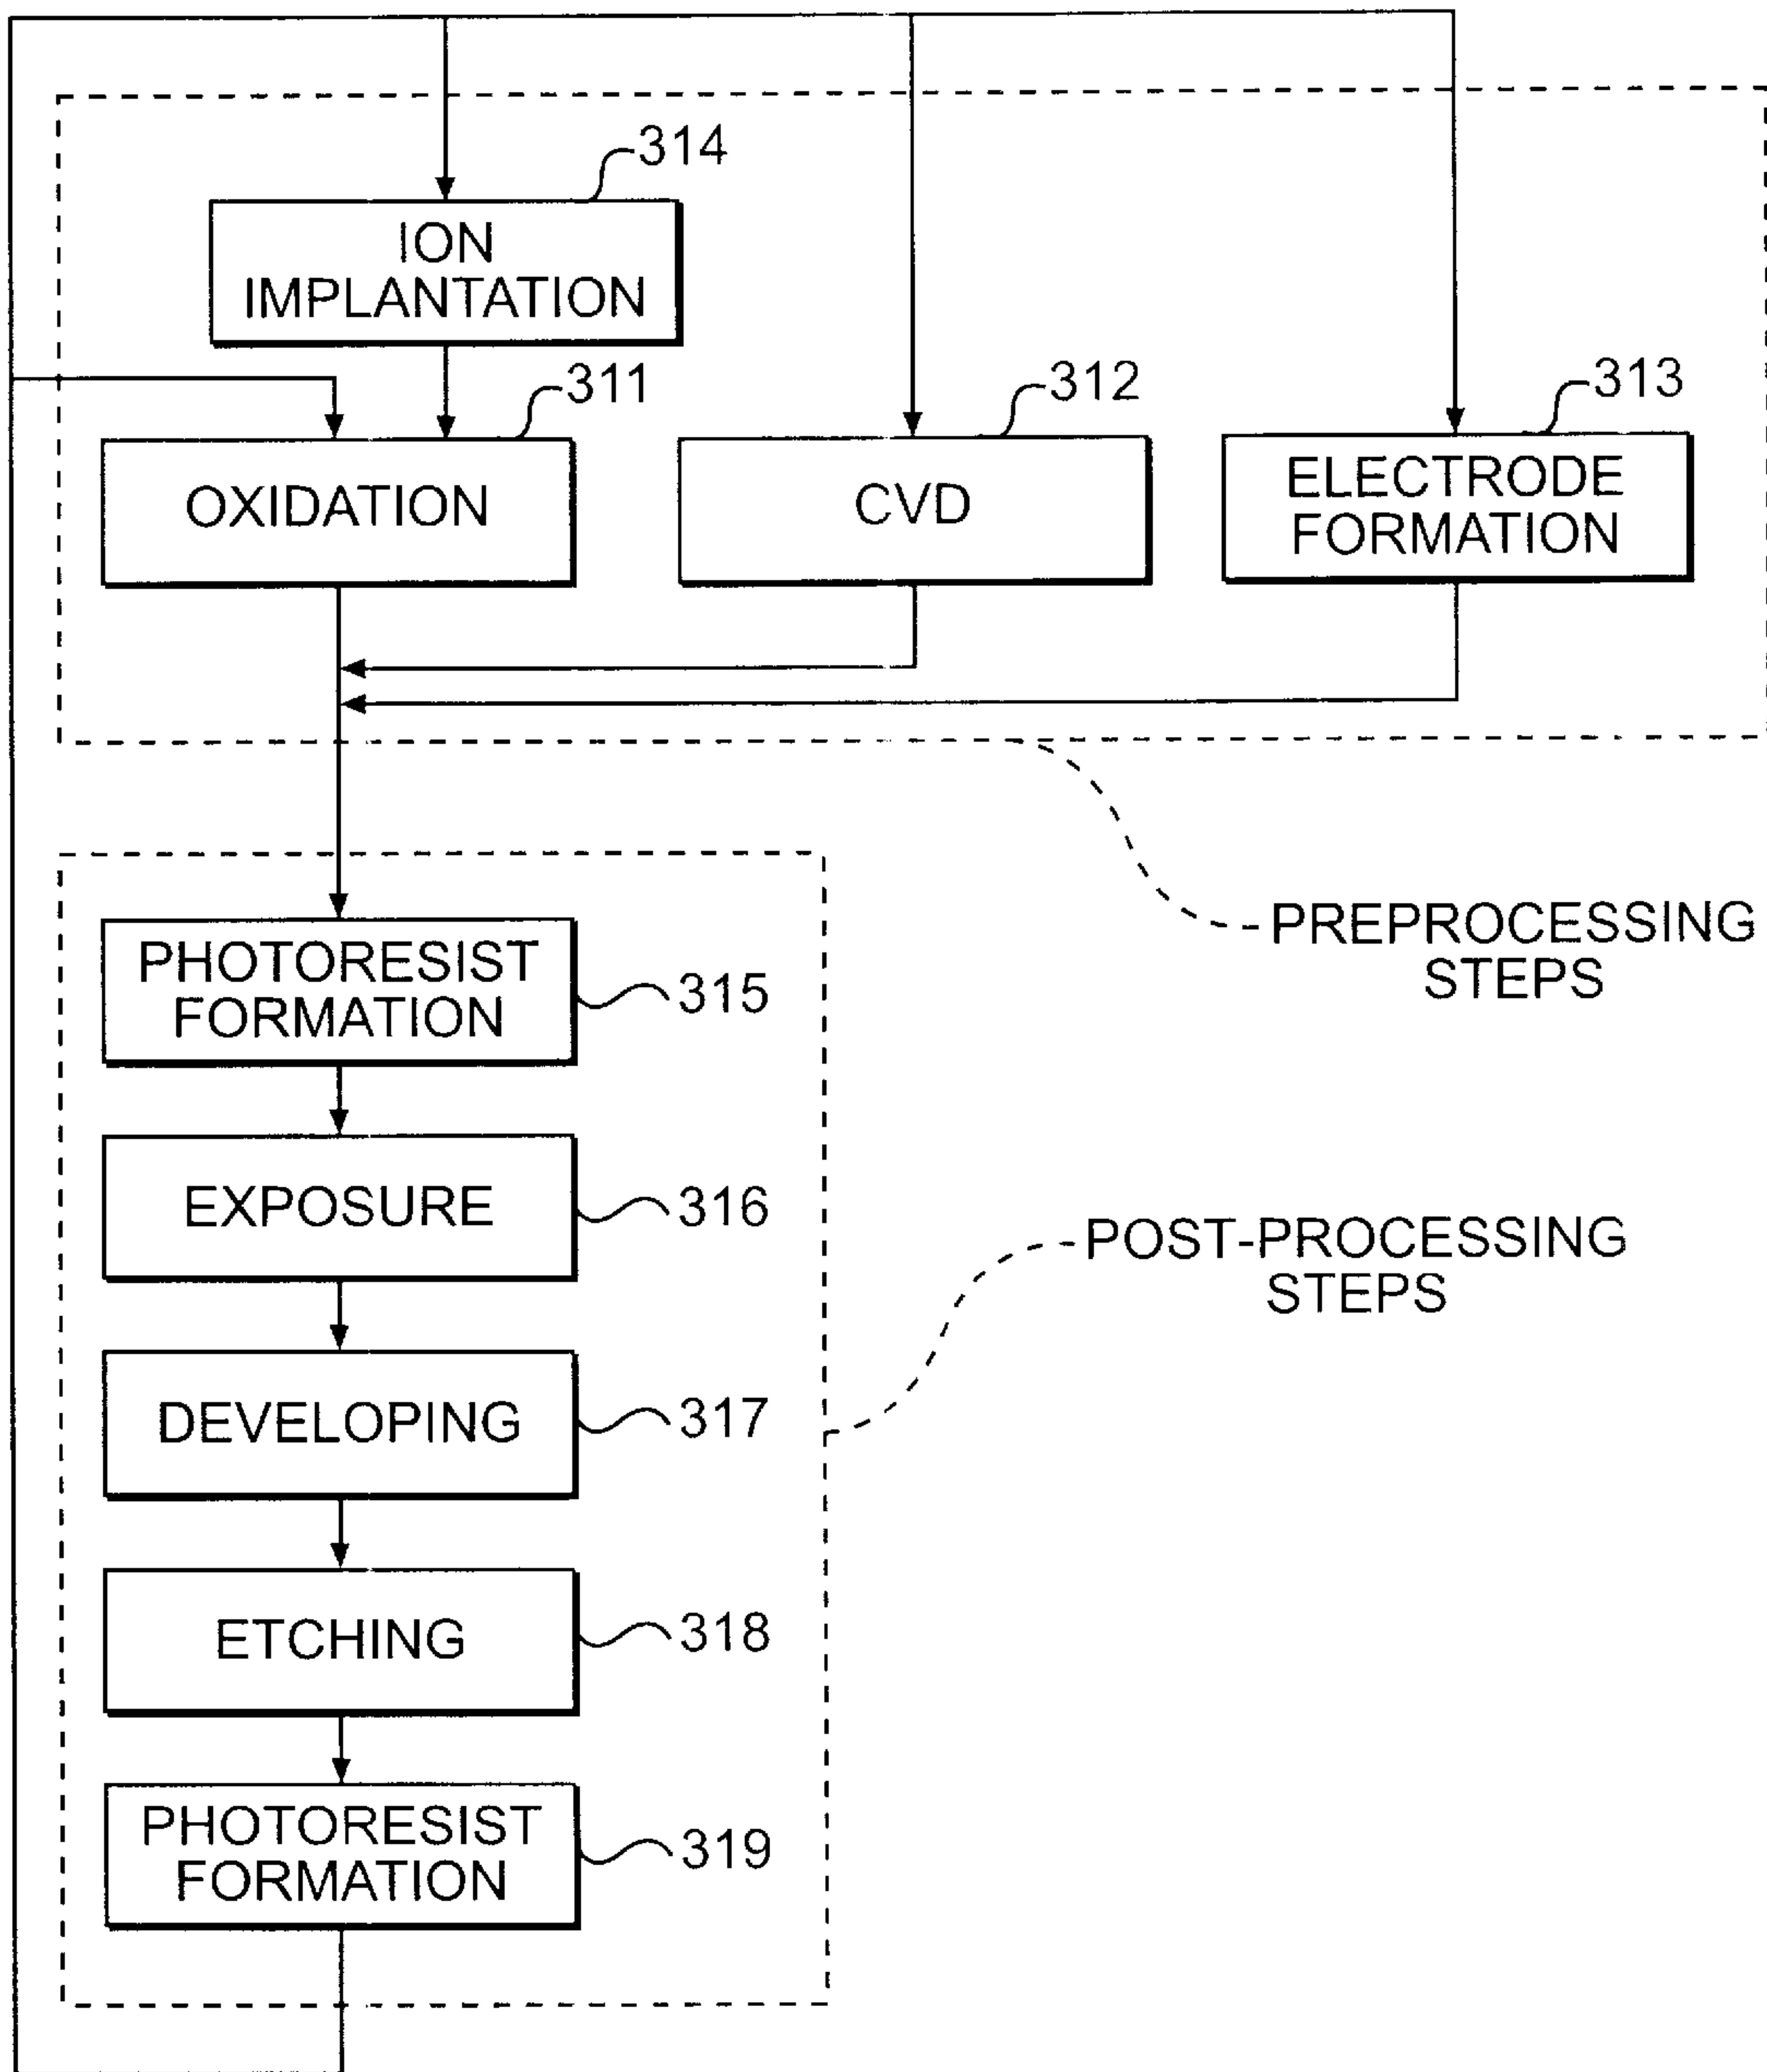 314
ION
IMPLANTATION
311
312
313
OXIDATION
CVD
ELECTRODE
FORMATION
PREPROCESSING
STEPS
PHOTORESIST
FORMATION
315
EXPOSURE
316
POST-PROCESSING
STEPS
DEVELOPING
317
ETCHING
318
PHOTORESIST
FORMATION
319